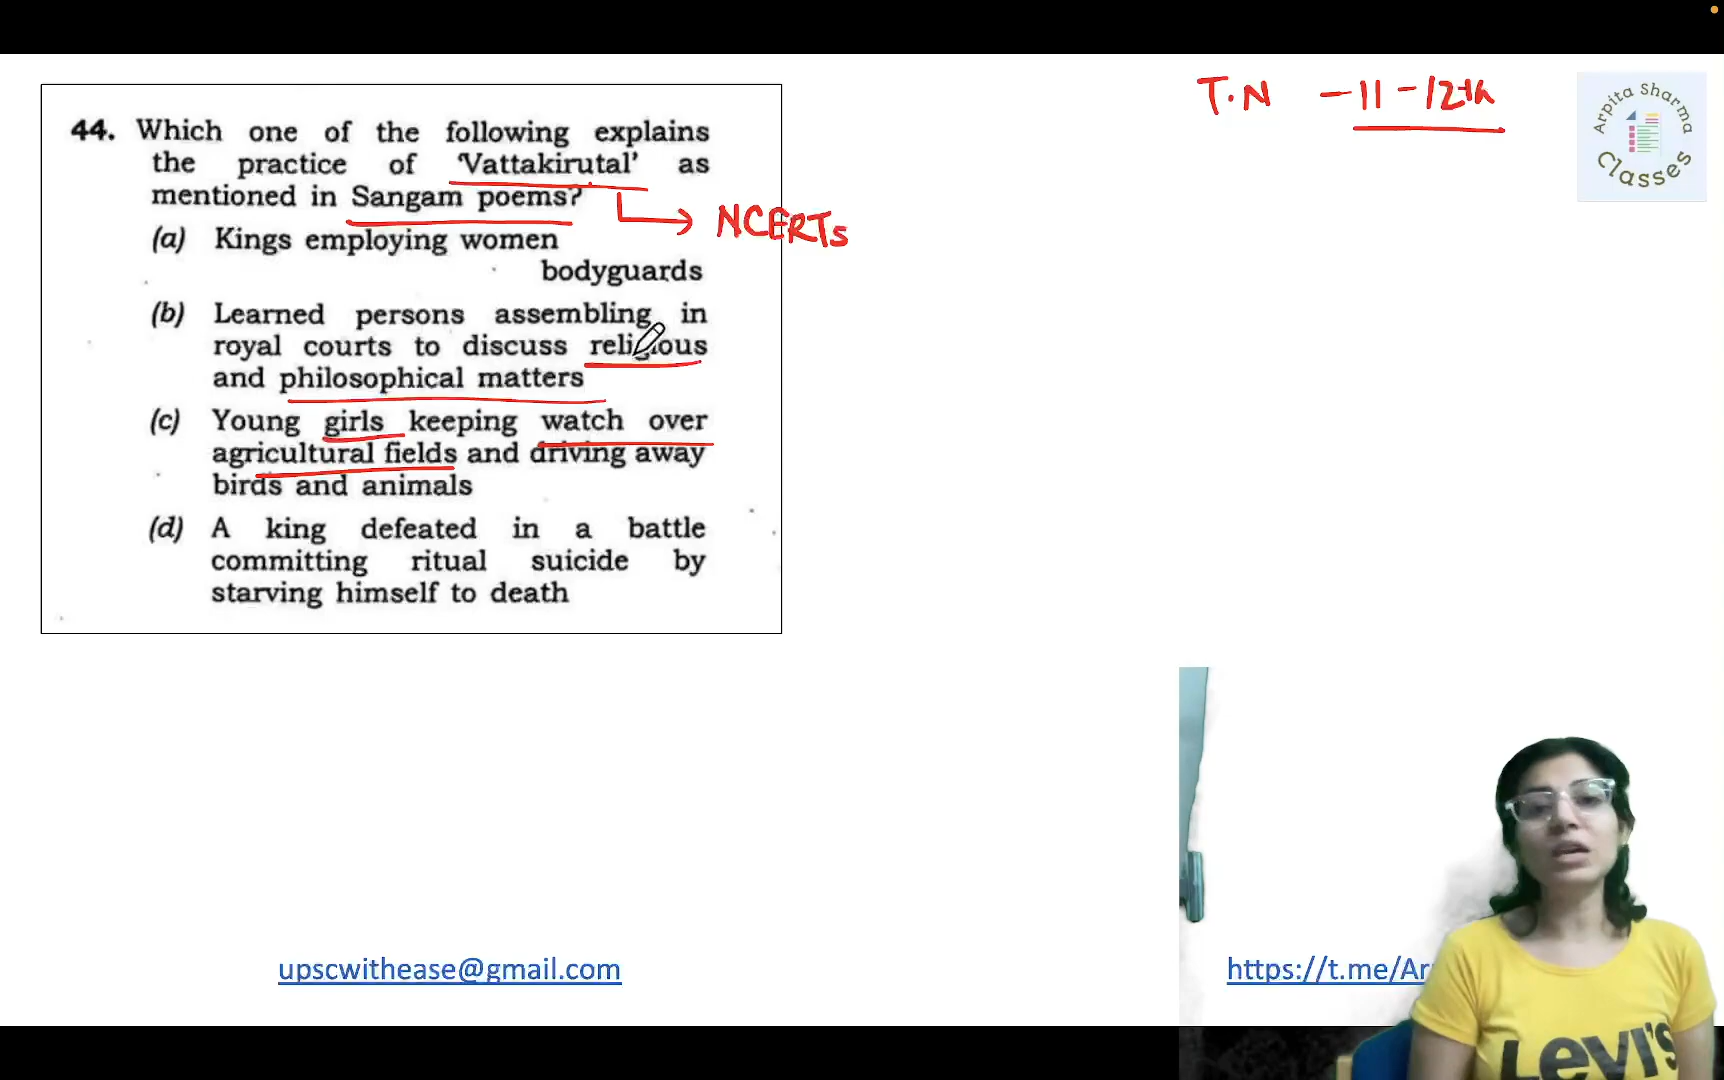 T.N - 11 - 12th
Arpita Sharma
Classes
44. Which one of the following explains
the practice of 'Vattakirutal' as
mentioned in Sangam poems?
NCERTs
(a) Kings employing women
bodyguards
(b) Learned persons assembling in
royal courts to discuss religious
and philosophical matters
(c) Young girls keeping watch over
agricultural fields and driving away
birds and animals
(d) A king defeated in a battle
committing ritual suicide by
starving himself to death
upscwithease@gmail.com
https://t.me/Ar
LEVI'S